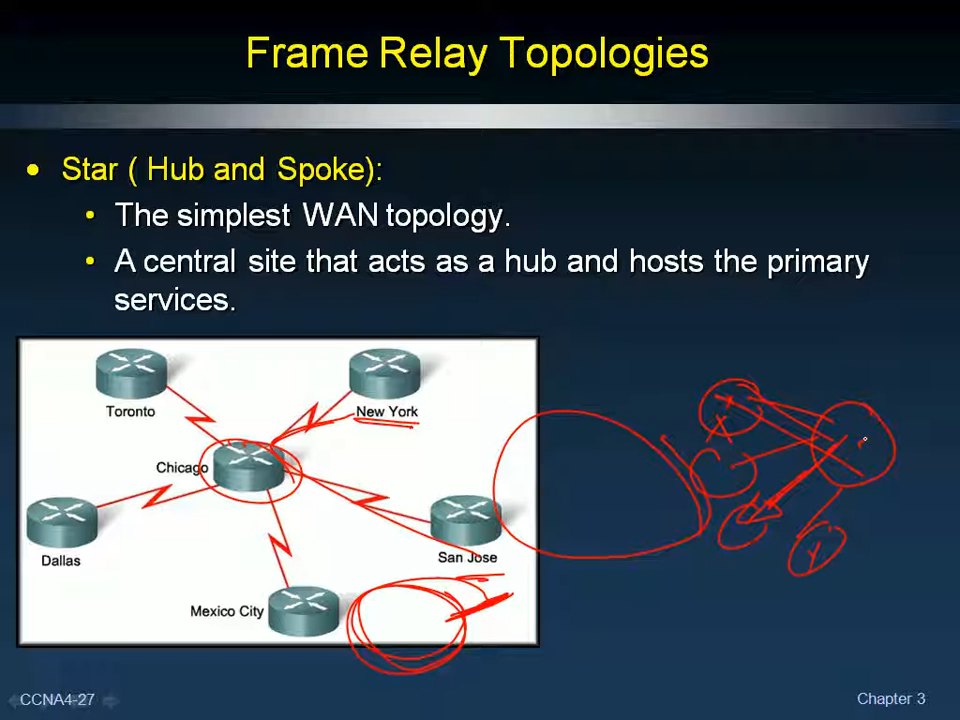 Frame Relay Topologies
• Star ( Hub and Spoke):
• The simplest WAN topology.
• A central site that acts as a hub and hosts the primary
services.
Toronto
New York
Chicago
Dallas
San Jose
Mexico City
CCNA4-27
Chapter 3